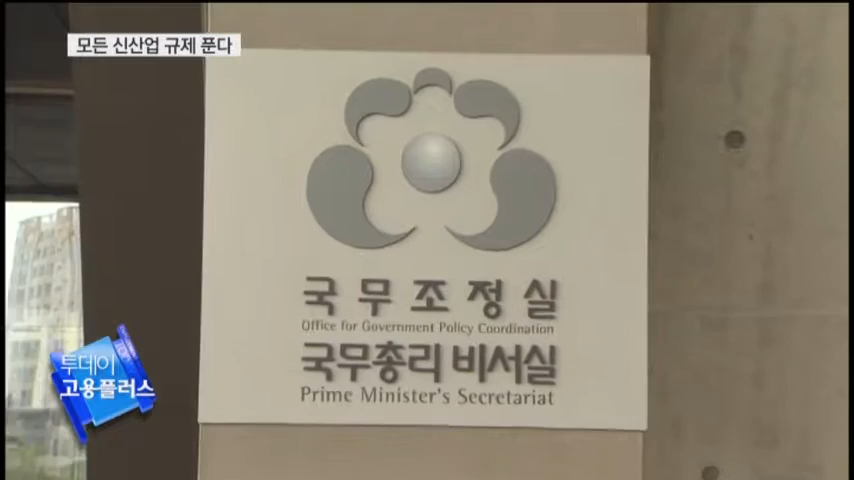 모든 신산업 규제 푼다
국무조정실
Office for Government Policy Coordination
국무총리 비서실
Prime Minister's Secretariat
투데이
고용플러스